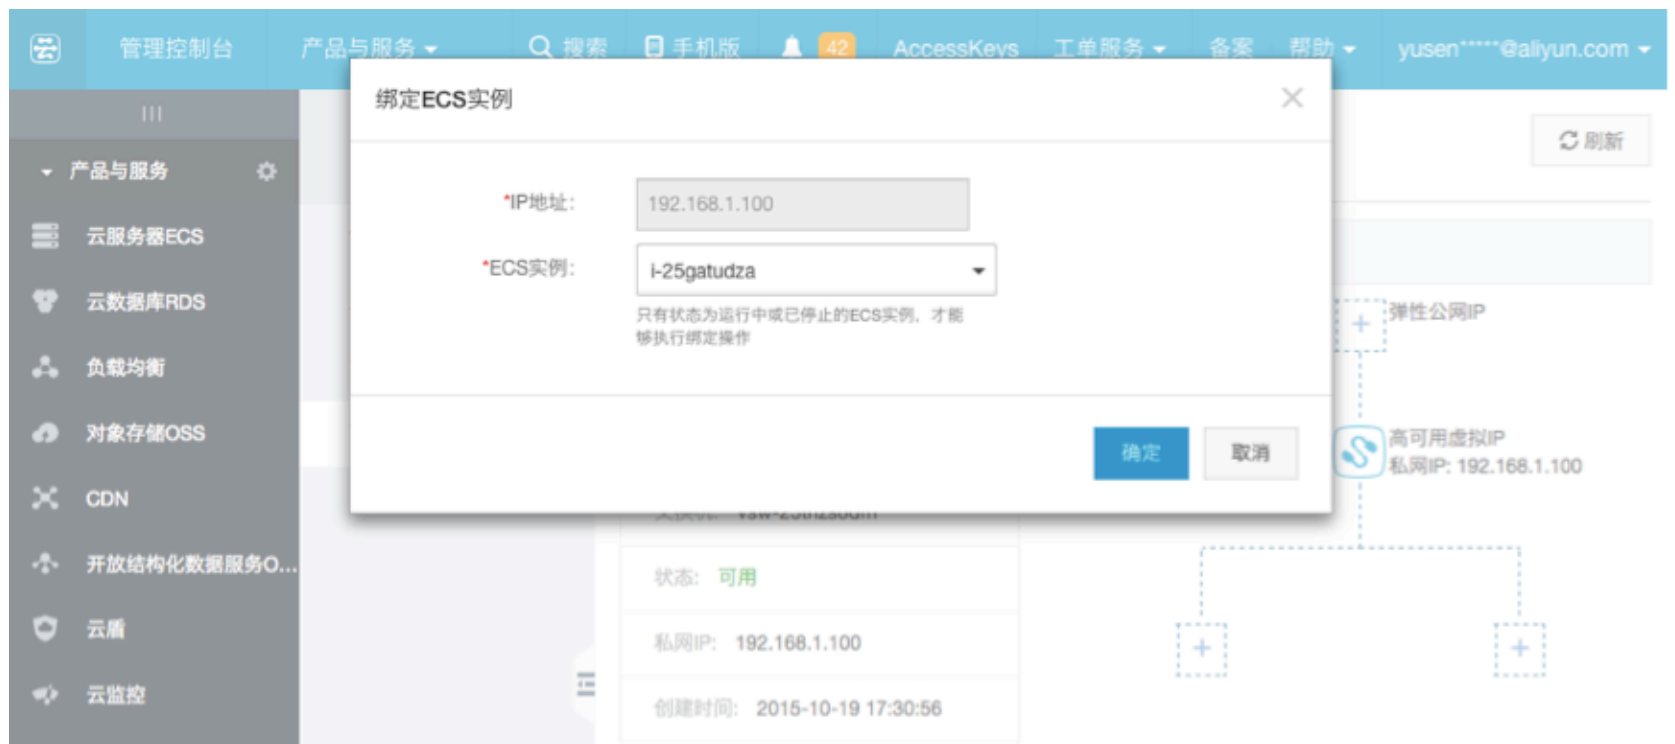 管理控制台
产品与服务
搜索
手机版
42
AccessKeys
工单服务
备案
帮助
yusen*****@aliyun.com
产品与服务
云服务器ECS
云数据库RDS
负载均衡
对象存储OSS
CDN
开放结构化数据服务O...
云盾
云监控
绑定ECS实例
*IP地址:
192.168.1.100
*ECS实例:
i-25gatudza
只有状态为运行中或已停止的ECS实例，才能
够执行绑定操作
确定
取消
刷新
弹性公网IP
高可用虚拟IP
私网IP: 192.168.1.100
状态: 可用
私网IP: 192.168.1.100
创建时间: 2015-10-19 17:30:56